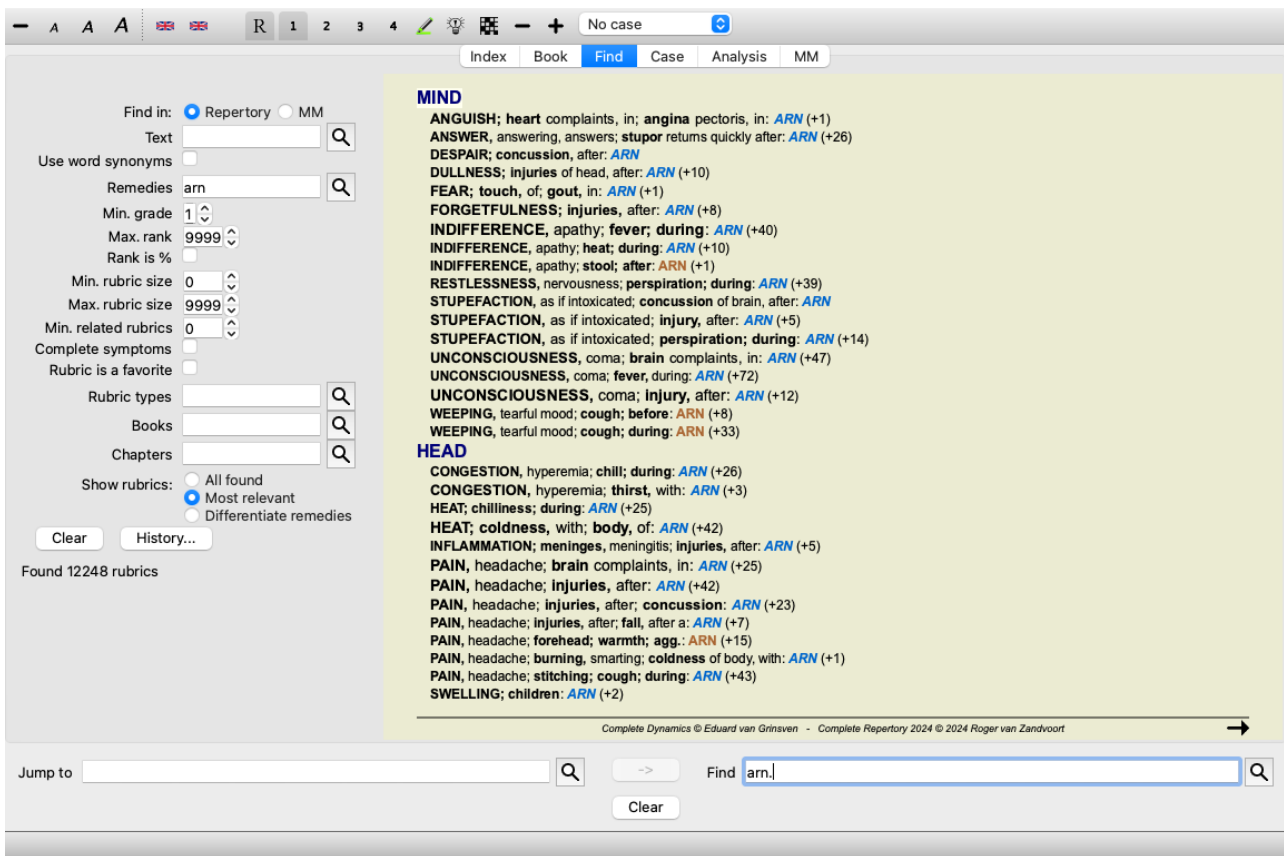 A A A R 1 2 3 4 No case
Index Book Find Case Analysis MM
Find in: Repertory MM
Text
Use word synonyms
Remedies arn
Min. grade 1
Max. rank 9999
Rank is %
Min. rubric size 0
Max. rubric size 9999
Min. related rubrics 0
Complete symptoms
Rubric is a favorite
Rubric types
Books
Chapters
Show rubrics: All found
Most relevant
Differentiate remedies
Clear History...
Found 12248 rubrics
MIND
ANGUISH; heart complaints, in; angina pectoris, in: ARN (+1)
ANSWER, answering, answers; stupor returns quickly after: ARN (+26)
DESPAIR; concussion, after: ARN
DULLNESS; injuries of head, after: ARN (+10)
FEAR; touch, of; gout, in: ARN (+1)
FORGETFULNESS; injuries, after: ARN (+8)
INDIFFERENCE, apathy; fever; during: ARN (+40)
INDIFFERENCE, apathy; heat; during: ARN (+10)
INDIFFERENCE, apathy; stool; after: ARN (+1)
RESTLESSNESS, nervousness; perspiration; during: ARN (+39)
STUPEFACTION, as if intoxicated; concussion of brain, after: ARN
STUPEFACTION, as if intoxicated; injury, after: ARN (+5)
STUPEFACTION, as if intoxicated; perspiration; during: ARN (+14)
UNCONSCIOUSNESS, coma; brain complaints, in: ARN (+47)
UNCONSCIOUSNESS, coma; fever, during: ARN (+72)
UNCONSCIOUSNESS, coma; injury, after: ARN (+12)
WEEPING, tearful mood; cough; before: ARN (+8)
WEEPING, tearful mood; cough; during: ARN (+33)
HEAD
CONGESTION, hyperemia; chill; during: ARN (+26)
CONGESTION, hyperemia; thirst, with: ARN (+3)
HEAT; chilliness; during: ARN (+25)
HEAT; coldness, with; body, of: ARN (+42)
INFLAMMATION; meninges, meningitis; injuries, after: ARN (+5)
PAIN, headache; brain complaints, in: ARN (+25)
PAIN, headache; injuries, after: ARN (+42)
PAIN, headache; injuries, after; concussion: ARN (+23)
PAIN, headache; injuries, after; fall, after a: ARN (+7)
PAIN, headache; forehead; warmth; agg.: ARN (+15)
PAIN, headache; burning, smarting; coldness of body, with: ARN (+1)
PAIN, headache; stitching; cough; during: ARN (+43)
SWELLING; children: ARN (+2)
Complete Dynamics © Eduard van Grinsven - Complete Repertory 2024 © 2024 Roger van Zandvoort
Jump to -> Find arn.
Clear